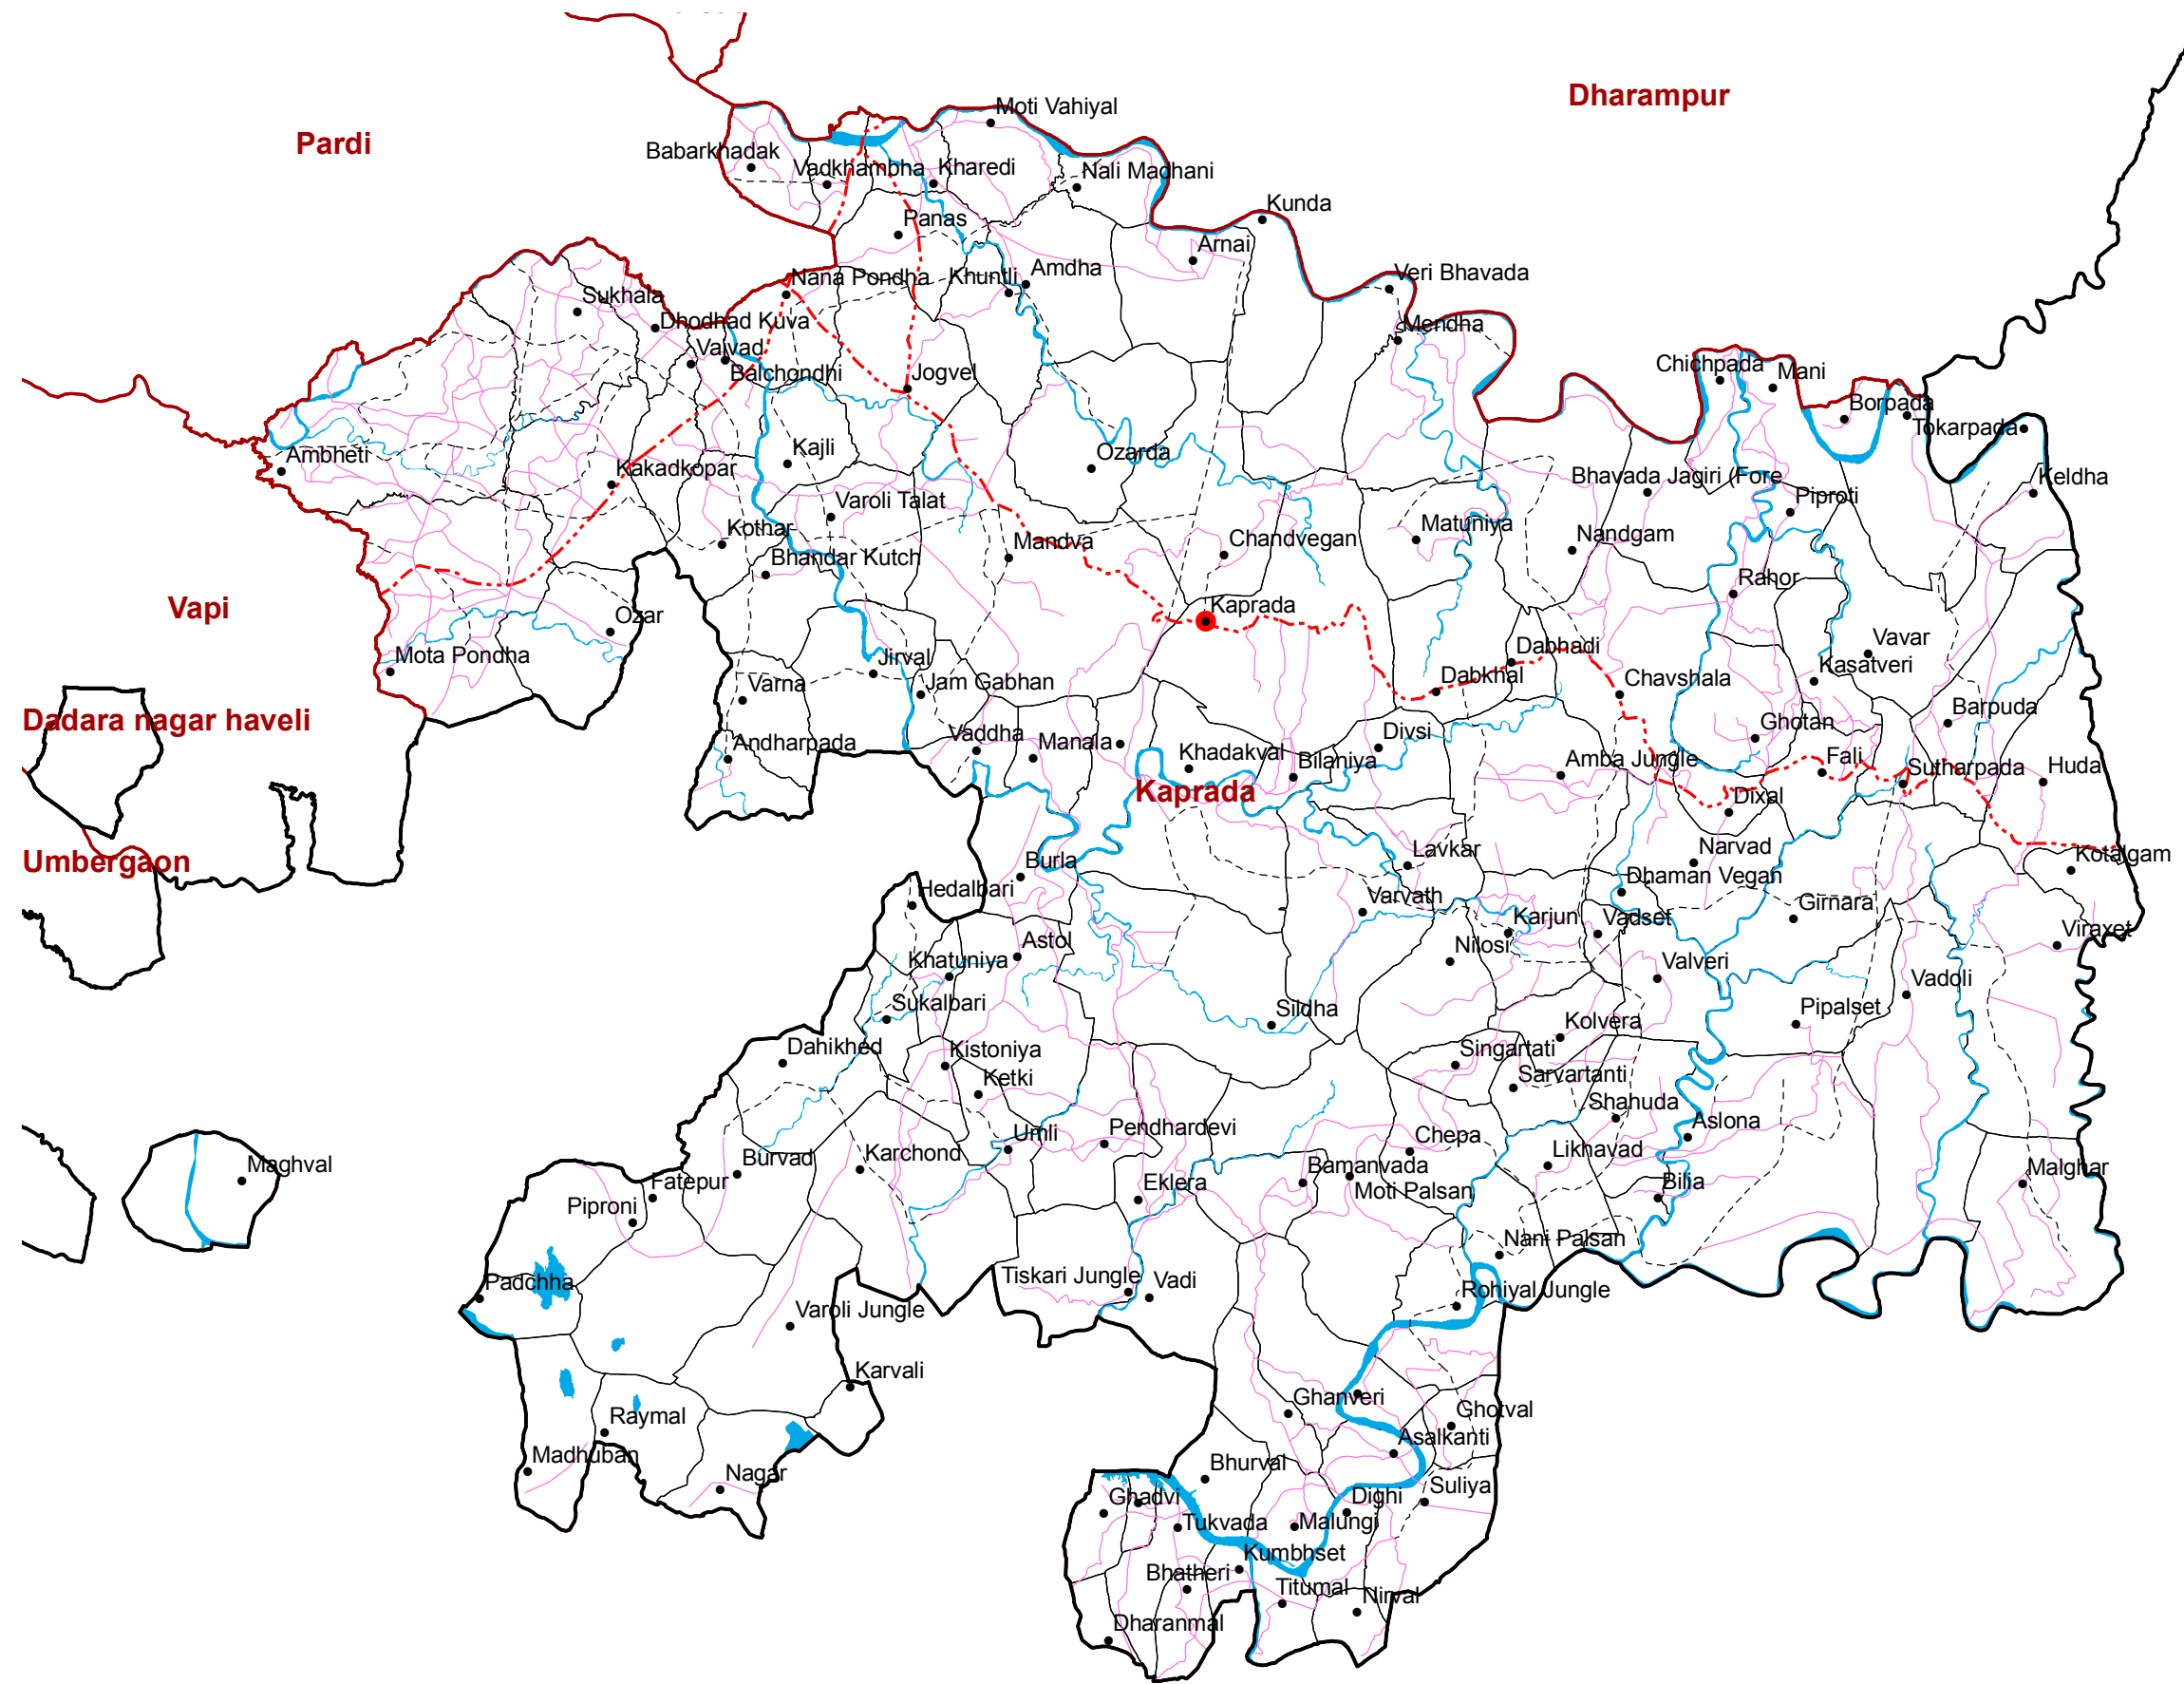 Dharampur
Pardi
Moti Vahiyal
Babarkhadak
Vadkhambha
Kharedi
Nali Madhani
Kunda
Panas
Arnai
Nana Pondha
Khuntli
Amdha
Veri Bhavada
Sukhala
Dhodhad Kuva
Mendha
Vajvad
Balchondhi
Jogvel
Chichpada
Mani
Borpada
Tokarpada
Ambheti
Kakadkopar
Kajli
Ozarda
Bhavada Jagiri (Fore
Keldha
Varoli Talat
Piproti
Kothar
Mandva
Chandvegan
Matuniya
Nandgam
Bhandar Kutch
Rahor
Vapi
Ozar
Kaprada
Mota Pondha
Jirval
Dabhadi
Vavar
Kasatveri
Varna
Jam Gabhan
Dabkhal
Chavshala
Dadara nagar haveli
Barpuda
Andharpada
Vaddha
Manala
Khadakval
Bilaniya
Divsi
Ghotan
Amba Jungle
Fali
Sutharpada
Huda
Kaprada
Dixal
Umbergaon
Burla
Lavkar
Narvad
Kotalgam
Hedalbari
Varvath
Dhaman Vegan
Girnara
Karjun
Vadset
Viraxet
Astol
Nilosi
Khatuniya
Valveri
Vadoli
Sukalbari
Sildha
Pipalset
Kolvera
Dahikhed
Kistoniya
Singartati
Ketki
Sarvartanti
Shahuda
Aslona
Umli
Pendhardevi
Chepa
Maghval
Burvad
Karchond
Likhavad
Malghar
Fatepur
Bamanvada
Eklera
Moti Palsan
Bilia
Piproni
Nani Palsan
Padchha
Tiskari Jungle
Vadi
Rohiyal Jungle
Varoli Jungle
Karvali
Ghanveri
Raymal
Ghotval
Asalkanti
Madhuban
Nagar
Bhurval
Suliya
Ghadvi
Dighi
Tukvada
Malungi
Kumbhset
Bhatheri
Titumal
Nirval
Dharanmal